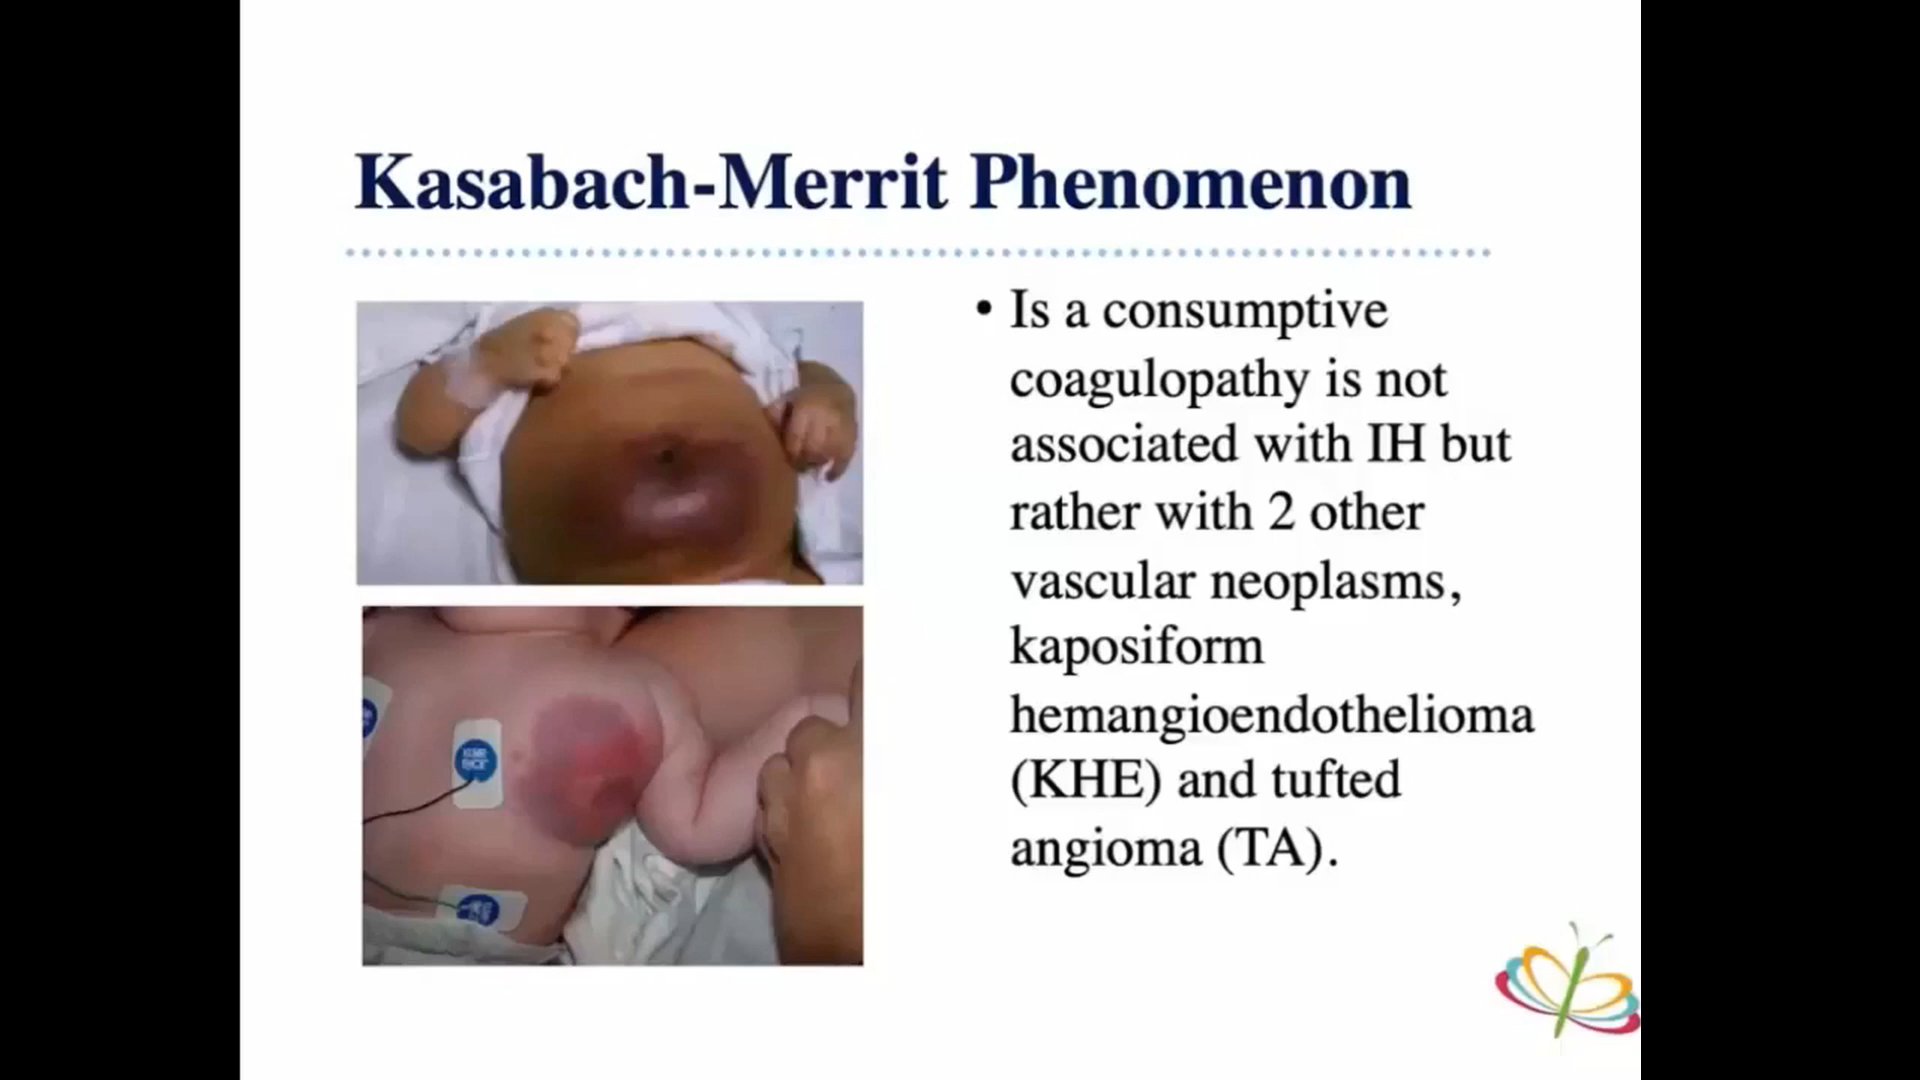 Kasabach-Merrit Phenomenon
• Is a consumptive
coagulopathy is not
associated with IH but
rather with 2 other
vascular neoplasms,
kaposiform
hemangioendothelioma
(KHE) and tufted
angioma (TA).